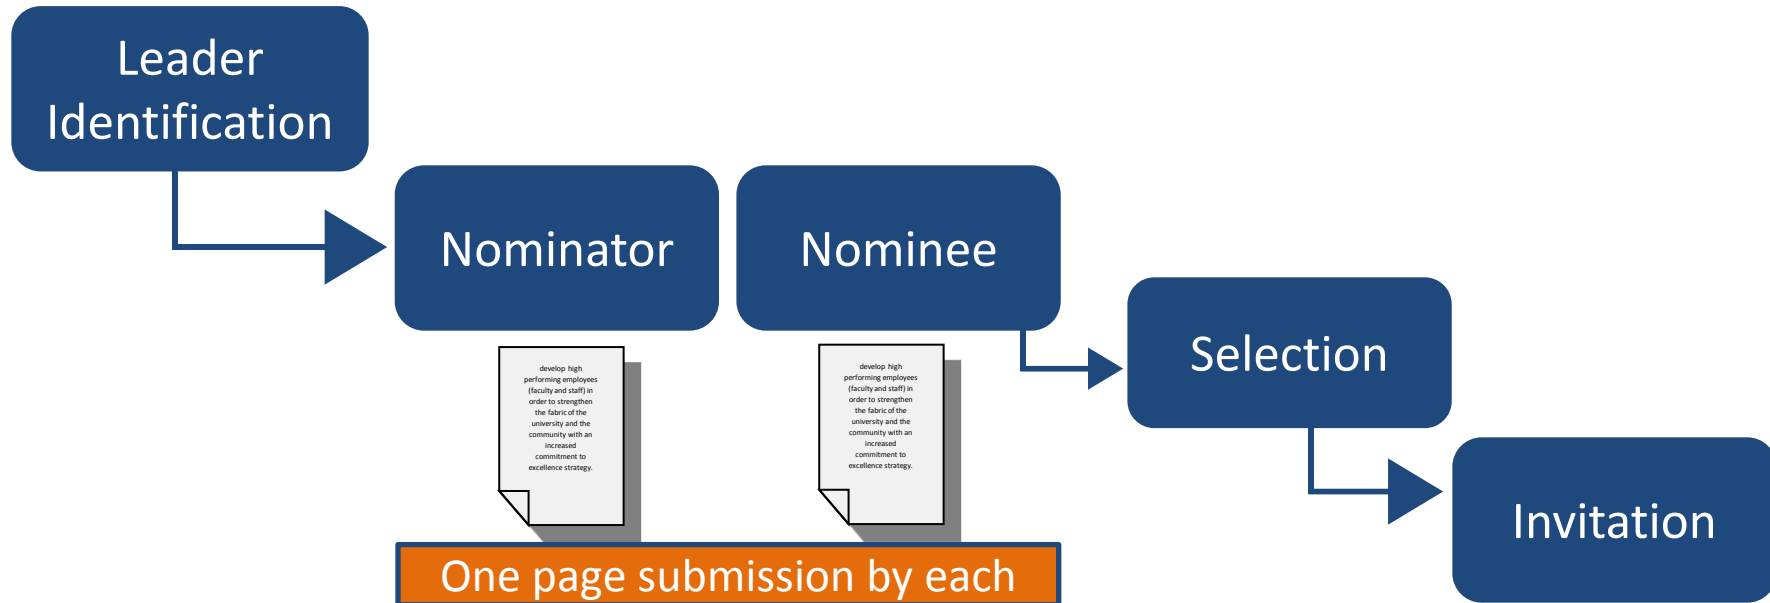 Leader
Identification
Nominator
Nominee
Selection
Invitation
develop high
performing employees
(faculty and staff) in
order to strengthen
the fabric of the
university and the
community with an
increased
commitment to
excellence strategy.
develop high
performing employees
(faculty and staff) in
order to strengthen
the fabric of the
university and the
community with an
increased
commitment to
excellence strategy.
One page submission by each